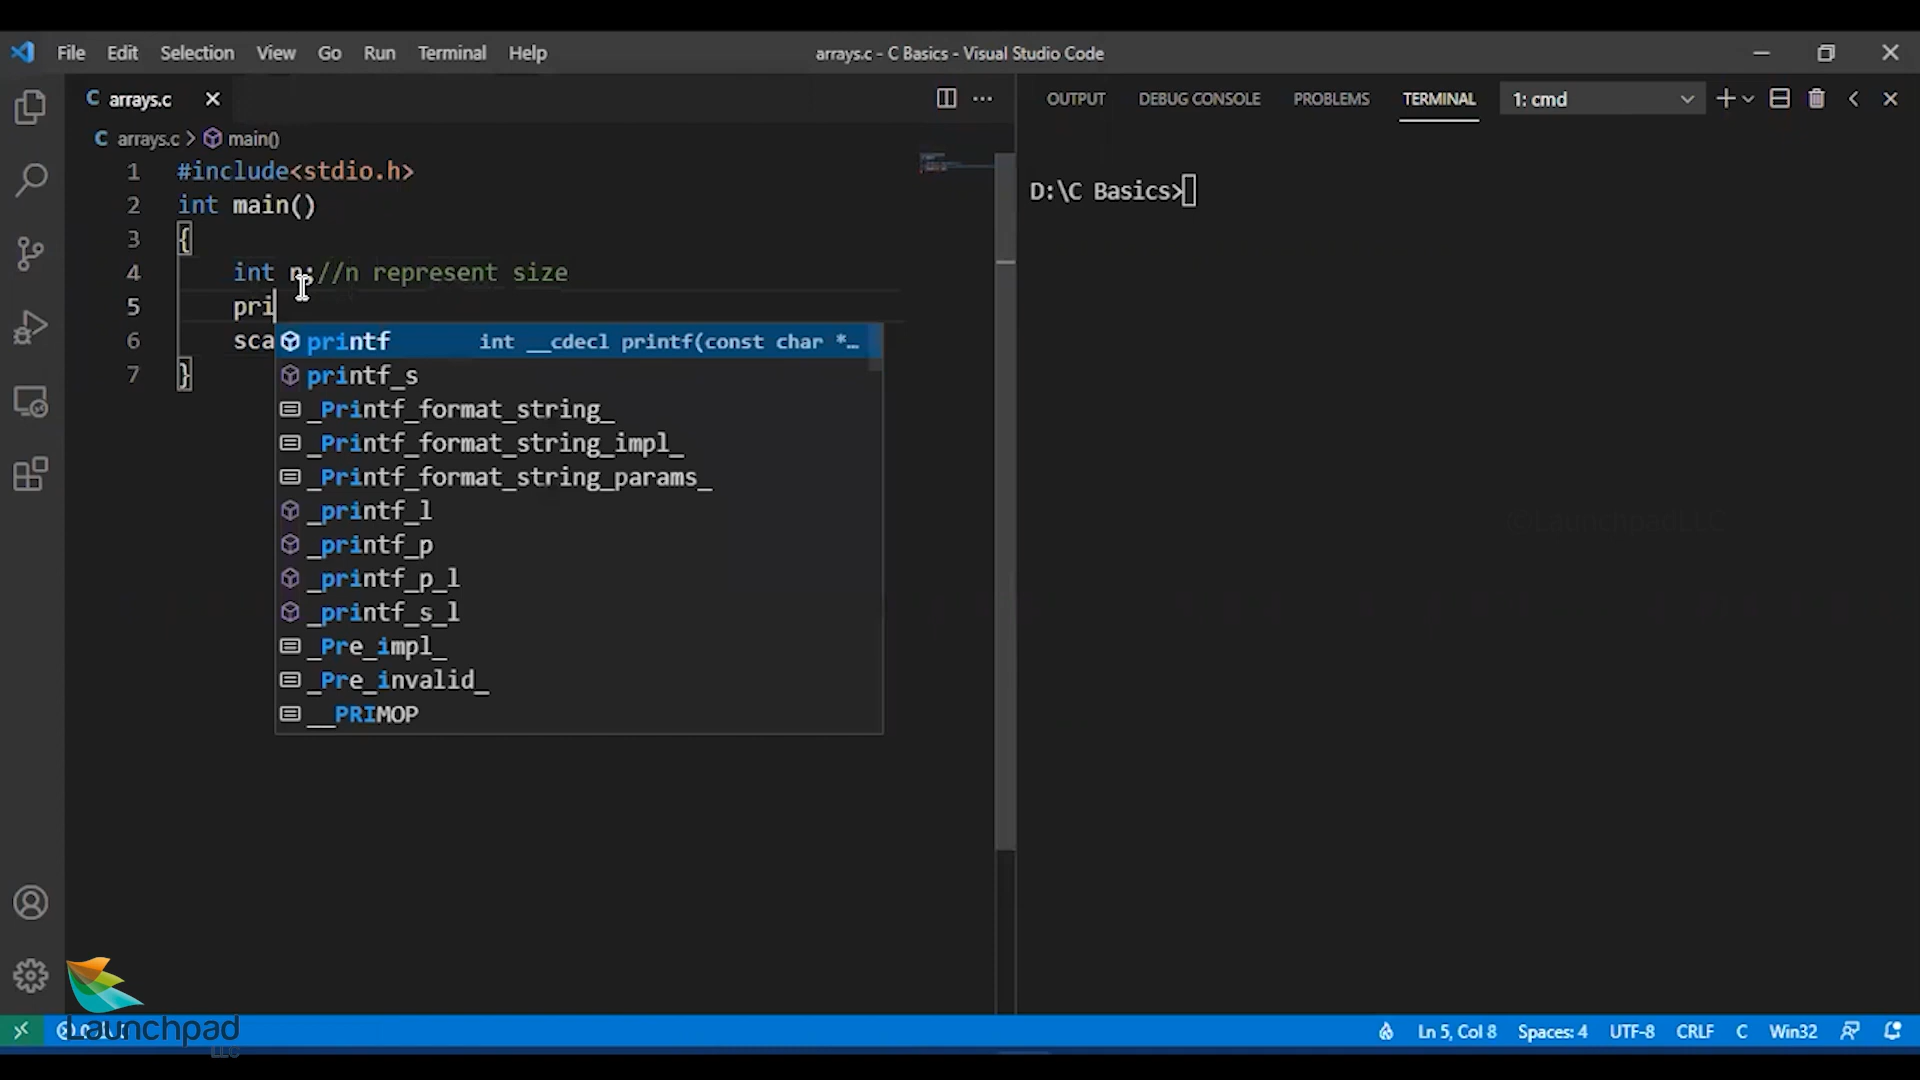 File Edit Selection View Go Run Terminal Help arrays.c - C Basics - Visual Studio Code
C arrays.c OUTPUT DEBUG CONSOLE PROBLEMS TERMINAL 1: cmd
C arrays.c > main()
1 #include<stdio.h>
2 int main()
3 {
4 int n;//n represent size
5 pri
6 sca
7 }
printf int __cdecl printf(const char *…
printf_s
_Printf_format_string_
_Printf_format_string_impl_
_Printf_format_string_params_
_printf_l
_printf_p
_printf_p_l
_printf_s_l
_Pre_impl_
_Pre_invalid_
__PRIMOP
D:\C Basics>
©LaunchpadLLC
Launchpad
LLC
Ln 5, Col 8 Spaces: 4 UTF-8 CRLF C Win32